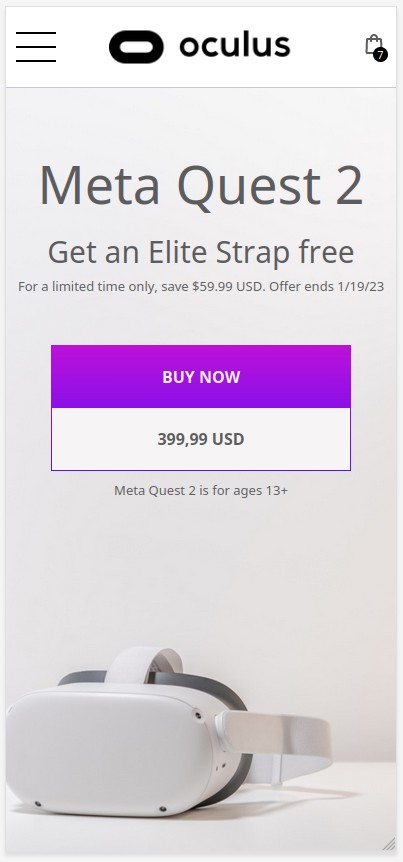 oculus
7
Meta Quest 2
Get an Elite Strap free
For a limited time only, save $59.99 USD. Offer ends 1/19/23
BUY NOW
399,99 USD
Meta Quest 2 is for ages 13+